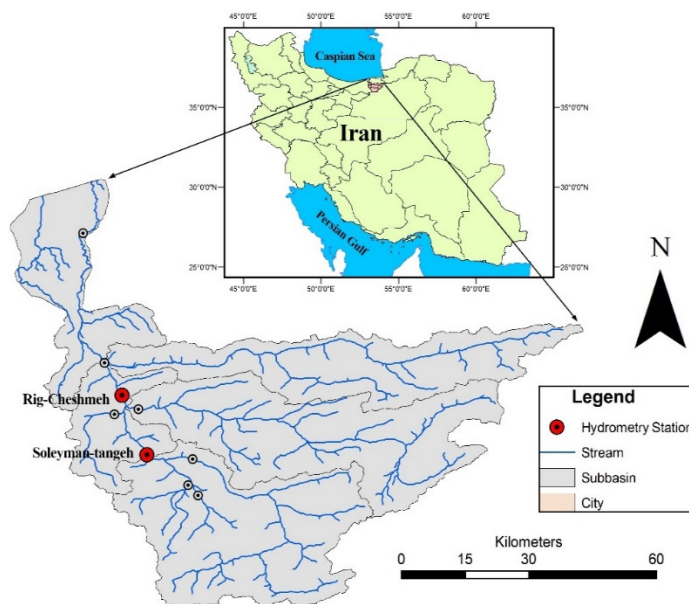 45°0'0"E 50°0'0"E 55°0'0"E 60°0'0"E
Caspian Sea
35°0'0"N 35°0'0"N
Iran
30°0'0"N 30°0'0"N
Persian Gulf
25°0'0"N 25°0'0"N
45°0'0"E 50°0'0"E 55°0'0"E 60°0'0"E
N
Rig-Cheshmeh
Soleyman-tangeh
Legend
Hydrometry Station
Stream
Subbasin
City
Kilometers
0 15 30 60